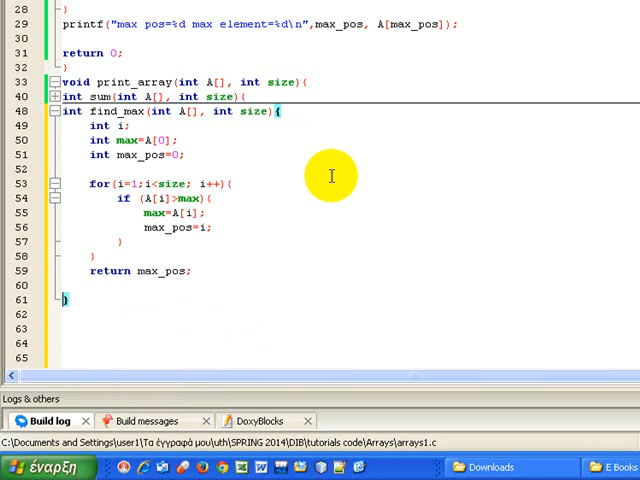 28 }
29 printf("max pos=%d max element=%d\n",max_pos, A[max_pos]);
30
31 return 0;
32 }
33 void print_array(int A[], int size){
40 int sum(int A[], int size){
48 int find_max(int A[], int size){
49 int i;
50 int max=A[0];
51 int max_pos=0;
52
53 for(i=1;i<size; i++){
54 if (A[i]>max){
55 max=A[i];
56 max_pos=i;
57 }
58 }
59 return max_pos;
60
61 }
62
63
64
65
Logs & others
Build log Build messages DoxyBlocks
C:\Documents and Settings\user1\Τα έγγραφά μου\uth\SPRING 2014\DIB\tutorials code\Arrays\arrays1.c
έναρξη Downloads E Books